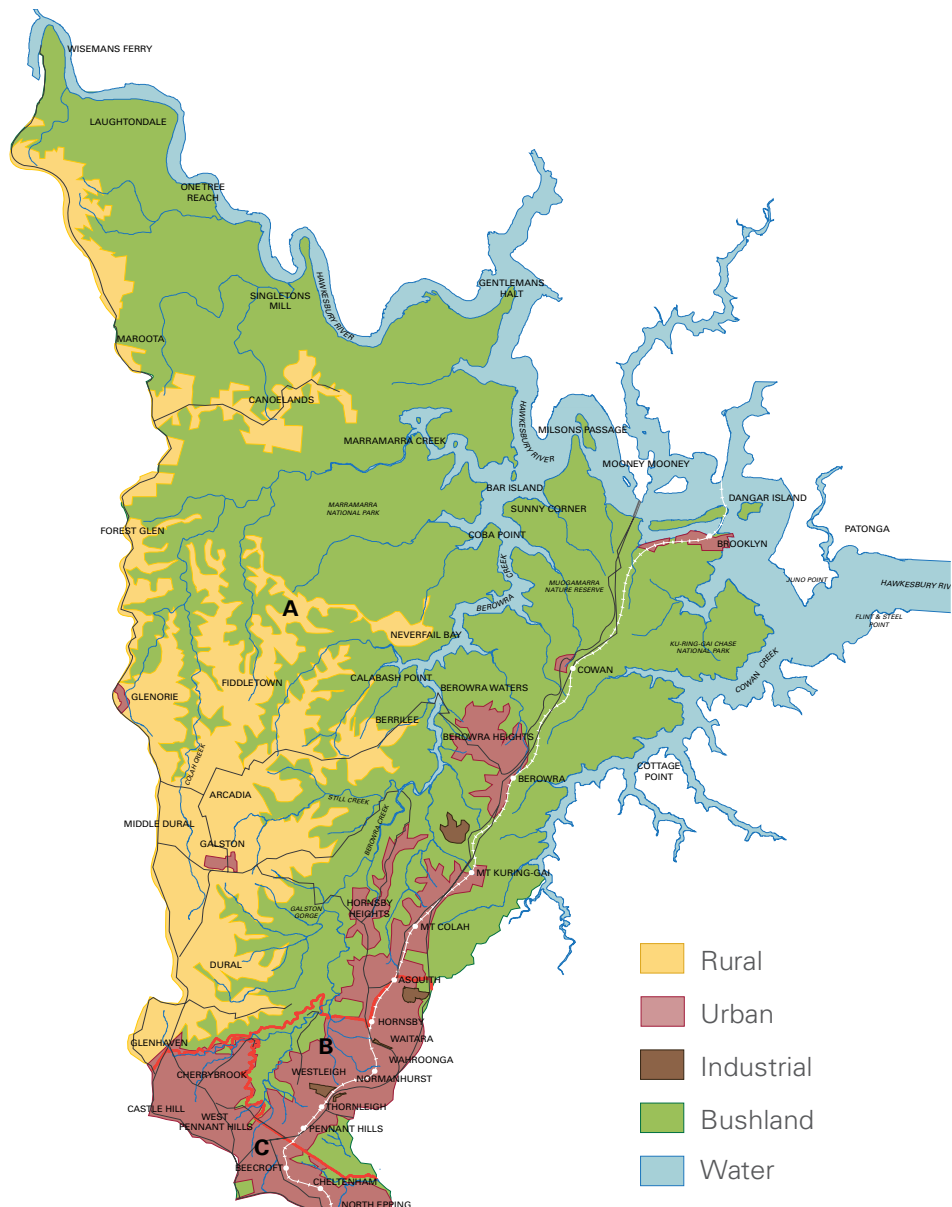 WISEMANS FERRY
LAUGHTONDALE
ONE TREE
REACH
GENTLEMANS
HALT
SINGLETONS
MILL
HAWKESBURY RIVER
MAROOTA
CANOELANDS
HAWKESBURY RIVER
MILSONS PASSAGE
MARRAMARRA CREEK
MOONEY MOONEY
BAR ISLAND
DANGAR ISLAND
MARRAMARRA
NATIONAL PARK
SUNNY CORNER
FOREST GLEN
COBA POINT
PATONGA
BROOKLYN
CREEK
JUNO POINT
HAWKESBURY RIV
MUOGAMARRA
NATURE RESERVE
BEROWRA
A
FLINT & STEEL
POINT
NEVERFAIL BAY
KU-RING-GAI CHASE
NATIONAL PARK
COWAN
COWAN CREEK
CALABASH POINT
FIDDLETOWN
BEROWRA WATERS
GLENORIE
BERRILEE
BEROWRA HEIGHTS
COLAH CREEK
COTTAGE
POINT
BEROWRA
ARCADIA
STILL CREEK
MIDDLE DURAL
BEROWRA CREEK
GALSTON
MT KURING-GAI
HORNSBY
HEIGHTS
GALSTON
GORGE
MT COLAH
DURAL
ASQUITH
HORNSBY
GLENHAVEN
B
WAITARA
WAHROONGA
CHERRYBROOK
WESTLEIGH
NORMANHURST
CASTLE HILL
THORNLEIGH
WEST
PENNANT HILLS
PENNANT HILLS
C
BEECROFT
CHELTENHAM
NORTH EPPING
Rural
Urban
Industrial
Bushland
Water